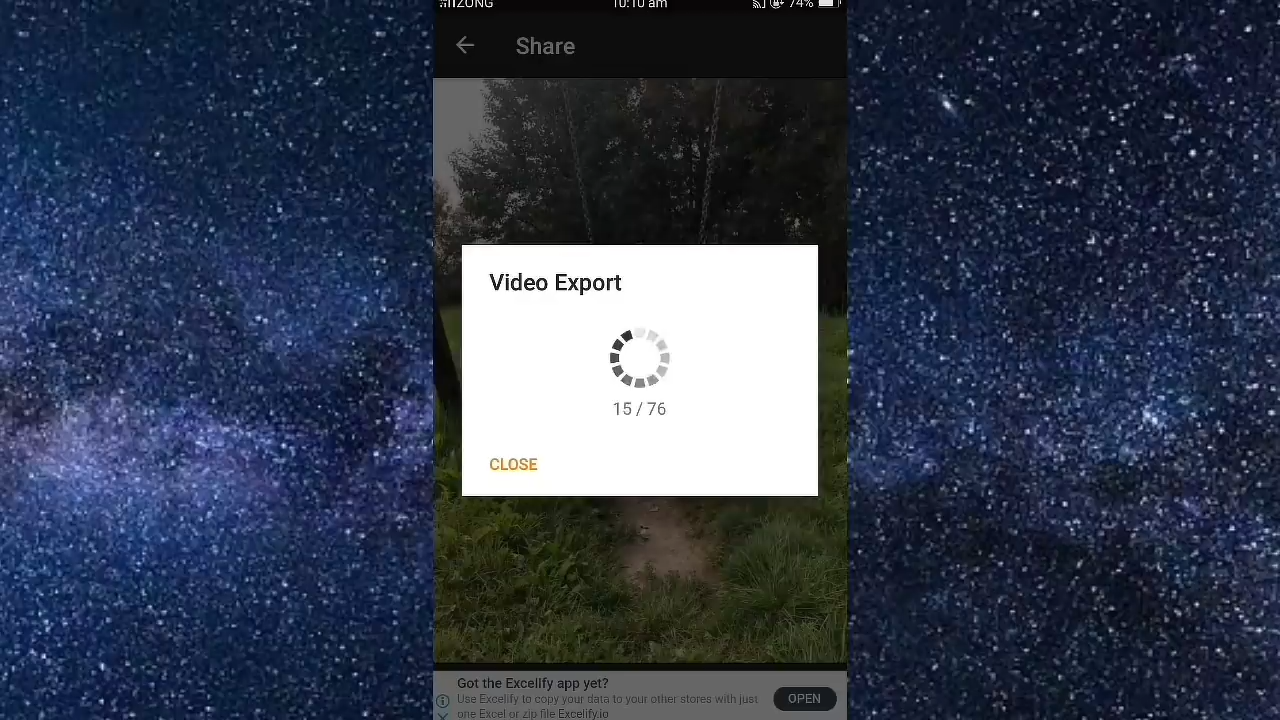 ZONG 10:10 am 74%
Share
Video Export
15 / 76
CLOSE
Got the Excelify app yet?
Use Excelify to copy your data to your other stores with just
one Excel or zip file Excelify.io
OPEN